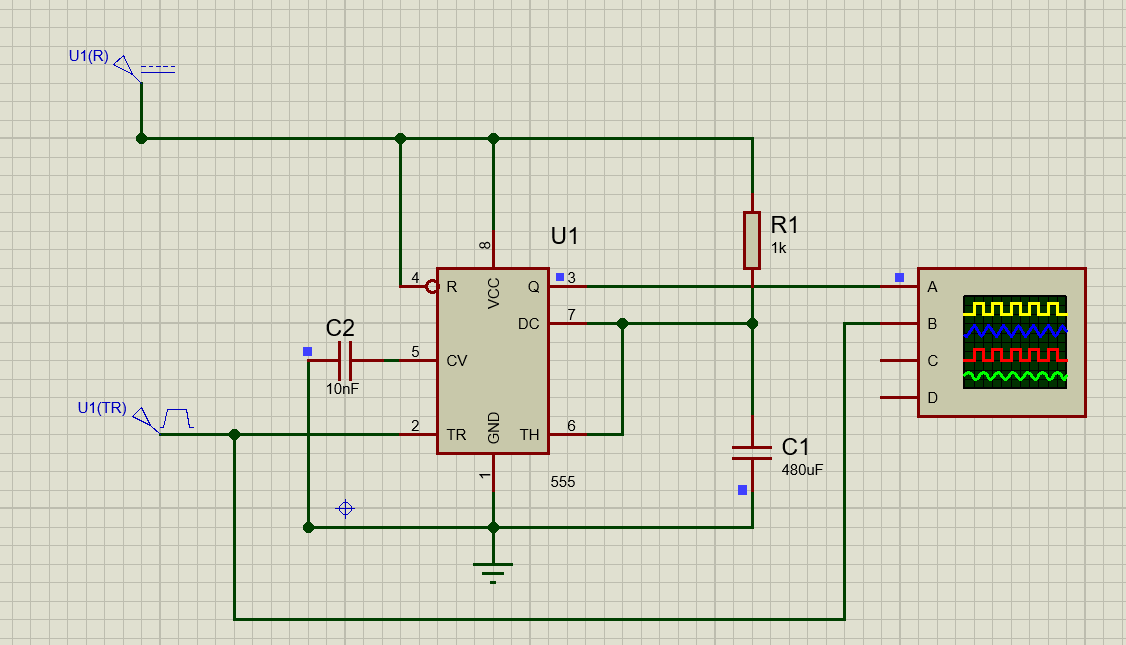 U1(R)
R1
1k
U1
8
4
R
VCC
Q
3
A
DC
7
B
C2
10nF
5
CV
C
D
U1(TR)
2
TR
GND
TH
6
C1
480uF
1
555